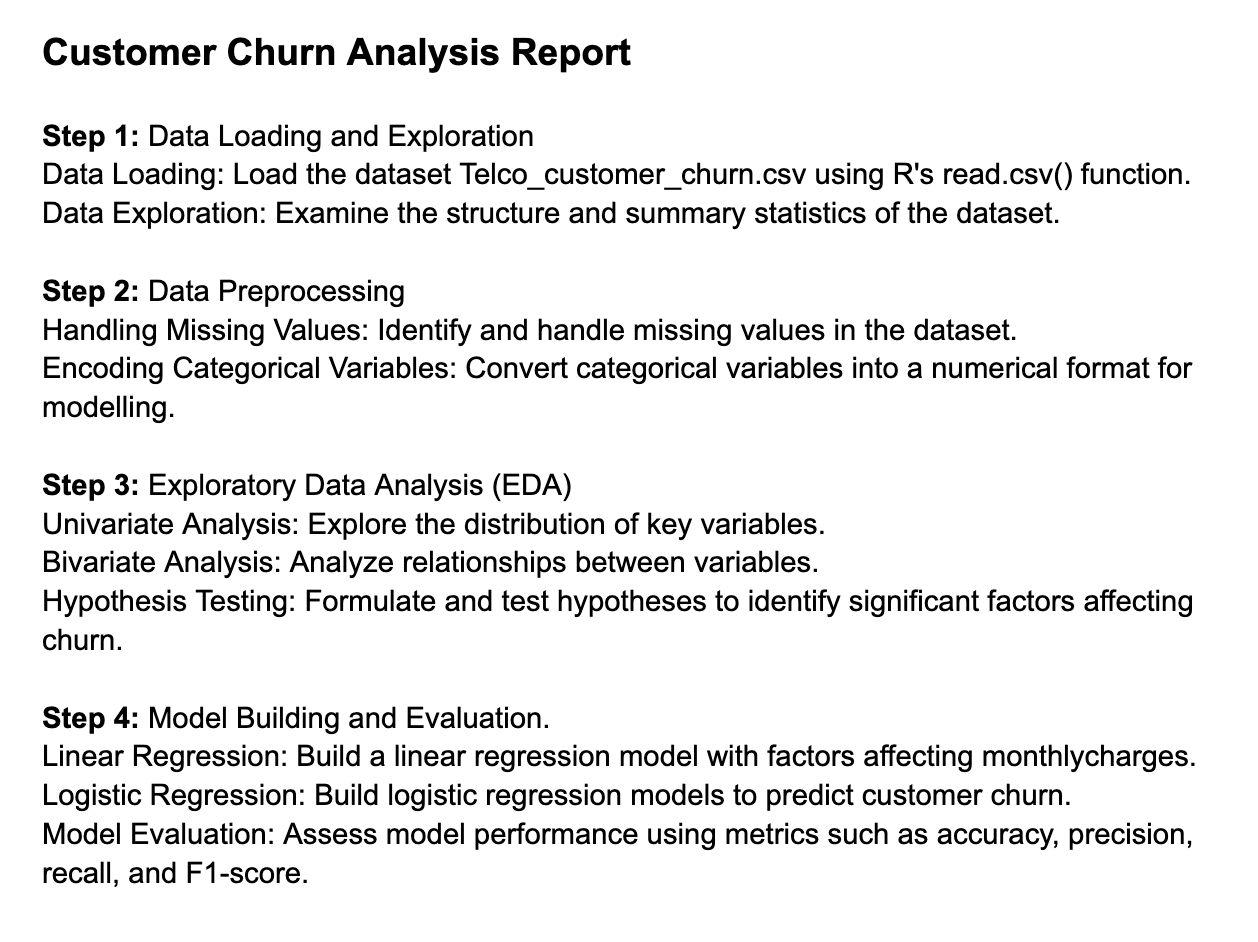 Customer Churn Analysis Report
Step 1: Data Loading and Exploration
Data Loading: Load the dataset Telco_customer_churn.csv using R's read.csv() function.
Data Exploration: Examine the structure and summary statistics of the dataset.
Step 2: Data Preprocessing
Handling Missing Values: Identify and handle missing values in the dataset.
Encoding Categorical Variables: Convert categorical variables into a numerical format for
modelling.
Step 3: Exploratory Data Analysis (EDA)
Univariate Analysis: Explore the distribution of key variables.
Bivariate Analysis: Analyze relationships between variables.
Hypothesis Testing: Formulate and test hypotheses to identify significant factors affecting
churn.
Step 4: Model Building and Evaluation.
Linear Regression: Build a linear regression model with factors affecting monthlycharges.
Logistic Regression: Build logistic regression models to predict customer churn.
Model Evaluation: Assess model performance using metrics such as accuracy, precision,
recall, and F1-score.